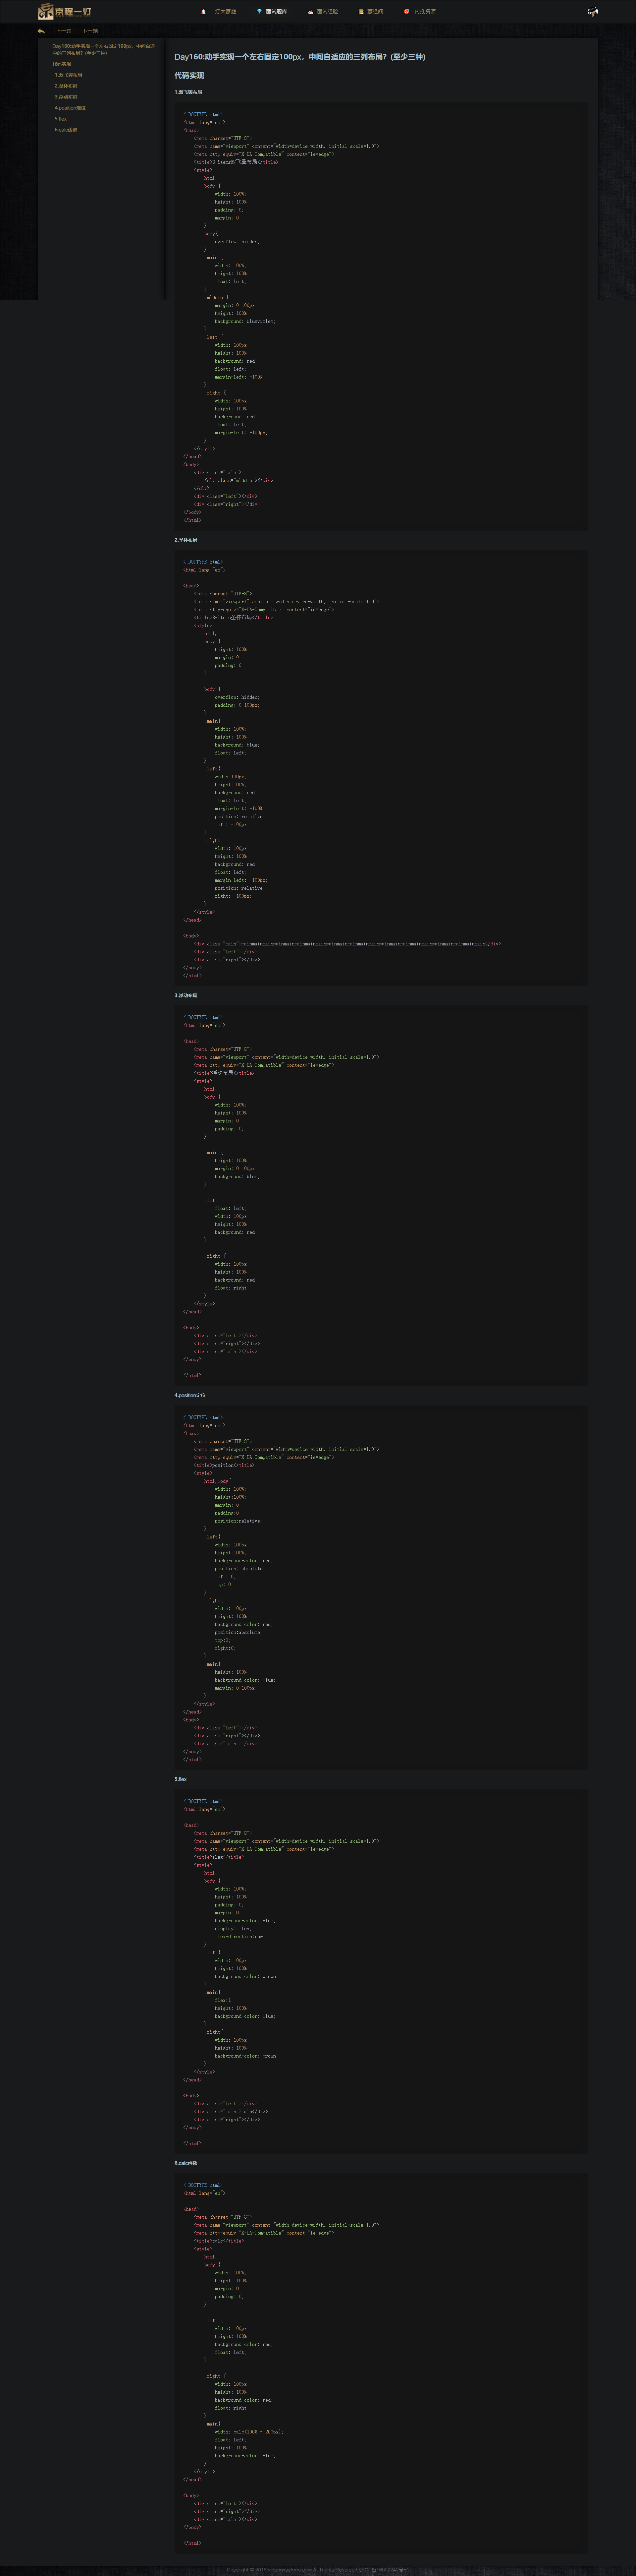 京程一灯
一灯大家庭
面试题库
面试经验
藏经阁
内推资源
上一题
下一题
Day160:动手实现一个左右固定100px，中间自适
应的三列布局？(至少三种)
代码实现
1.双飞翼布局
2.圣杯布局
3.浮动布局
4.position定位
5.flex
6.calc函数
Day160:动手实现一个左右固定100px，中间自适应的三列布局？(至少三种)
代码实现
1.双飞翼布局
<!DOCTYPE html>
<html lang="en">
<head>
<meta charset="UTF-8">
<meta name="viewport" content="width=device-width, initial-scale=1.0">
<meta http-equiv="X-UA-Compatible" content="ie=edge">
<title>3-items双飞翼布局</title>
<style>
html,
body {
width: 100%;
height: 100%;
padding: 0;
margin: 0;
}
body{
overflow: hidden;
}
.main {
width: 100%;
height: 100%;
float: left;
}
.middle {
margin: 0 100px;
height: 100%;
background: blueviolet;
}
.left {
width: 100px;
height: 100%;
background: red;
float: left;
margin-left: -100%;
}
.right {
width: 100px;
height: 100%;
background: red;
float: left;
margin-left: -100px;
}
</style>
</head>
<body>
<div class="main">
<div class="middle"></div>
</div>
<div class="left"></div>
<div class="right"></div>
</body>
</html>
2.圣杯布局
<!DOCTYPE html>
<html lang="en">
<head>
<meta charset="UTF-8">
<meta name="viewport" content="width=device-width, initial-scale=1.0">
<meta http-equiv="X-UA-Compatible" content="ie=edge">
<title>3-items圣杯布局</title>
<style>
html,
body {
height: 100%;
margin: 0;
padding: 0
}
body {
overflow: hidden;
padding: 0 100px;
}
.main{
width: 100%;
height: 100%;
background: blue;
float: left;
}
.left{
width:100px;
height:100%;
background: red;
float: left;
margin-left: -100%;
position: relative;
left: -100px;
}
.right{
width: 100px;
height: 100%;
background: red;
float: left;
margin-left: -100px;
position: relative;
right: -100px;
}
</style>
</head>
<body>
<div class="left"></div>
<div class="right"></div>
</body>
</html>
3.浮动布局
<!DOCTYPE html>
<html lang="en">
<head>
<meta charset="UTF-8">
<meta name="viewport" content="width=device-width, initial-scale=1.0">
<meta http-equiv="X-UA-Compatible" content="ie=edge">
<title>浮动布局</title>
<style>
html,
body {
width: 100%;
height: 100%;
margin: 0;
padding: 0;
}
.main {
height: 100%;
margin: 0 100px;
background: blue;
}
.left {
float: left;
width: 100px;
height: 100%;
background: red;
}
.right {
width: 100px;
height: 100%;
background: red;
float: right;
}
</style>
</head>
<body>
<div class="left"></div>
<div class="right"></div>
<div class="main"></div>
</body>
</html>
4.position定位
<!DOCTYPE html>
<html lang="en">
<head>
<meta charset="UTF-8">
<meta name="viewport" content="width=device-width, initial-scale=1.0">
<meta http-equiv="X-UA-Compatible" content="ie=edge">
<title>position</title>
<style>
html,body{
width: 100%;
height:100%;
margin: 0;
padding:0;
position:relative;
}
.left{
width: 100px;
height:100%;
background-color: red;
position: absolute;
left: 0;
top: 0;
}
.right{
width: 100px;
height: 100%;
background-color: red;
position:absolute;
top:0;
right:0;
}
.main{
height: 100%;
background-color: blue;
margin: 0 100px;
}
</style>
</head>
<body>
<div class="left"></div>
<div class="right"></div>
<div class="main"></div>
</body>
</html>
5.flex
<!DOCTYPE html>
<html lang="en">
<head>
<meta charset="UTF-8">
<meta name="viewport" content="width=device-width, initial-scale=1.0">
<meta http-equiv="X-UA-Compatible" content="ie=edge">
<title>flex</title>
<style>
html,
body {
width: 100%;
height: 100%;
padding: 0;
margin: 0;
background-color: blue;
display: flex;
flex-direction:row;
}
.left{
width: 100px;
height: 100%;
background-color: brown;
}
.main{
flex:1;
height: 100%;
background-color: blue;
}
.right{
width: 100px;
height: 100%;
background-color: brown;
}
</style>
</head>
<body>
<div class="left"></div>
<div class="main">main</div>
<div class="right"></div>
</body>
</html>
6.calc函数
<!DOCTYPE html>
<html lang="en">
<head>
<meta charset="UTF-8">
<meta name="viewport" content="width=device-width, initial-scale=1.0">
<meta http-equiv="X-UA-Compatible" content="ie=edge">
<title>calc</title>
<style>
html,
body {
width: 100%;
height: 100%;
margin: 0;
padding: 0;
}
.left {
width: 100px;
height: 100%;
background-color: red;
float: left;
}
.right {
width: 100px;
height: 100%;
background-color: red;
float: right;
}
.main{
width: calc(100% - 200px);
float: left;
height: 100%;
background-color: blue;
}
</style>
</head>
<body>
<div class="left"></div>
<div class="right"></div>
<div class="main"></div>
</body>
</html>